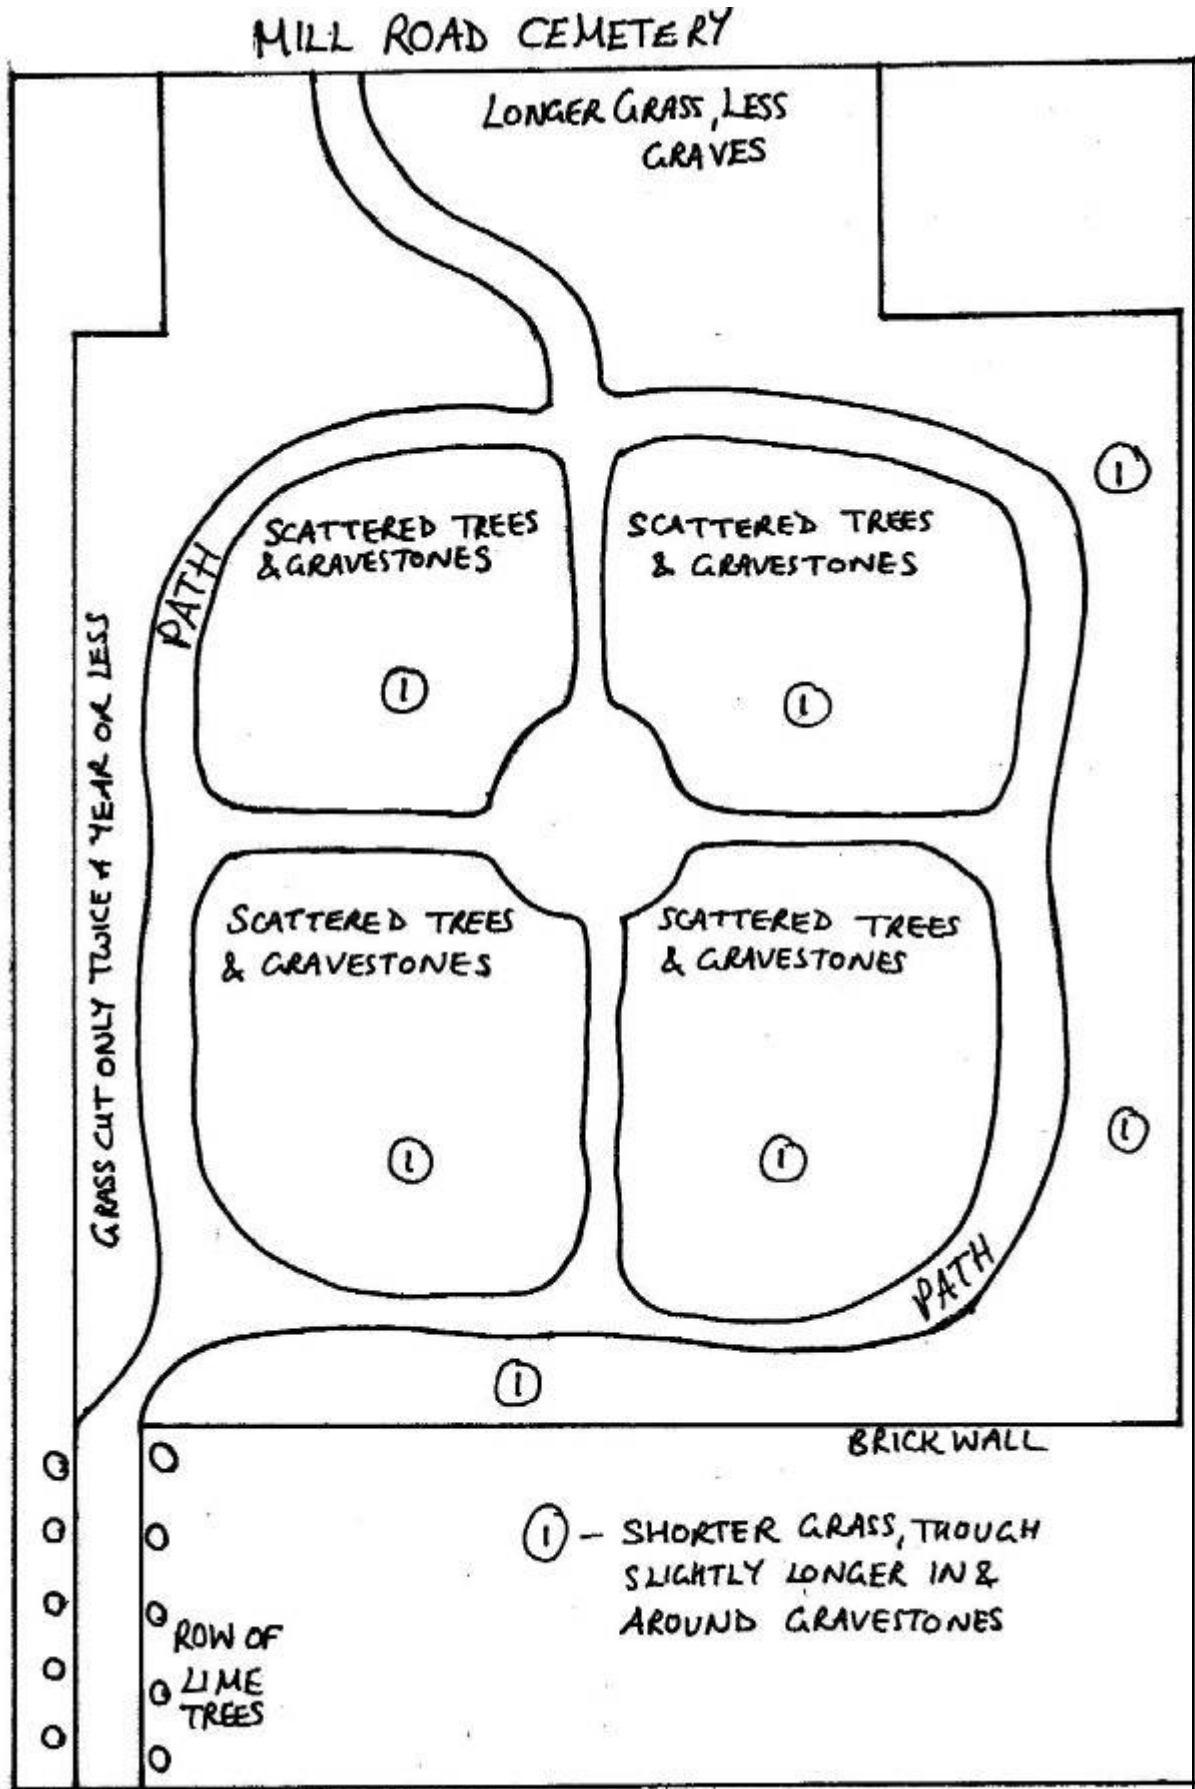 MILL ROAD CEMETERY
LONGER GRASS, LESS
GRAVES
1
SCATTERED TREES
& GRAVESTONES
SCATTERED TREES
& GRAVESTONES
PATH
1
1
GRASS CUT ONLY TWICE A YEAR OR LESS
SCATTERED TREES
& GRAVESTONES
SCATTERED TREES
& GRAVESTONES
1
1
1
PATH
1
BRICK WALL
1 - SHORTER GRASS, THOUGH
SLIGHTLY LONGER IN &
AROUND GRAVESTONES
ROW OF
LIME
TREES